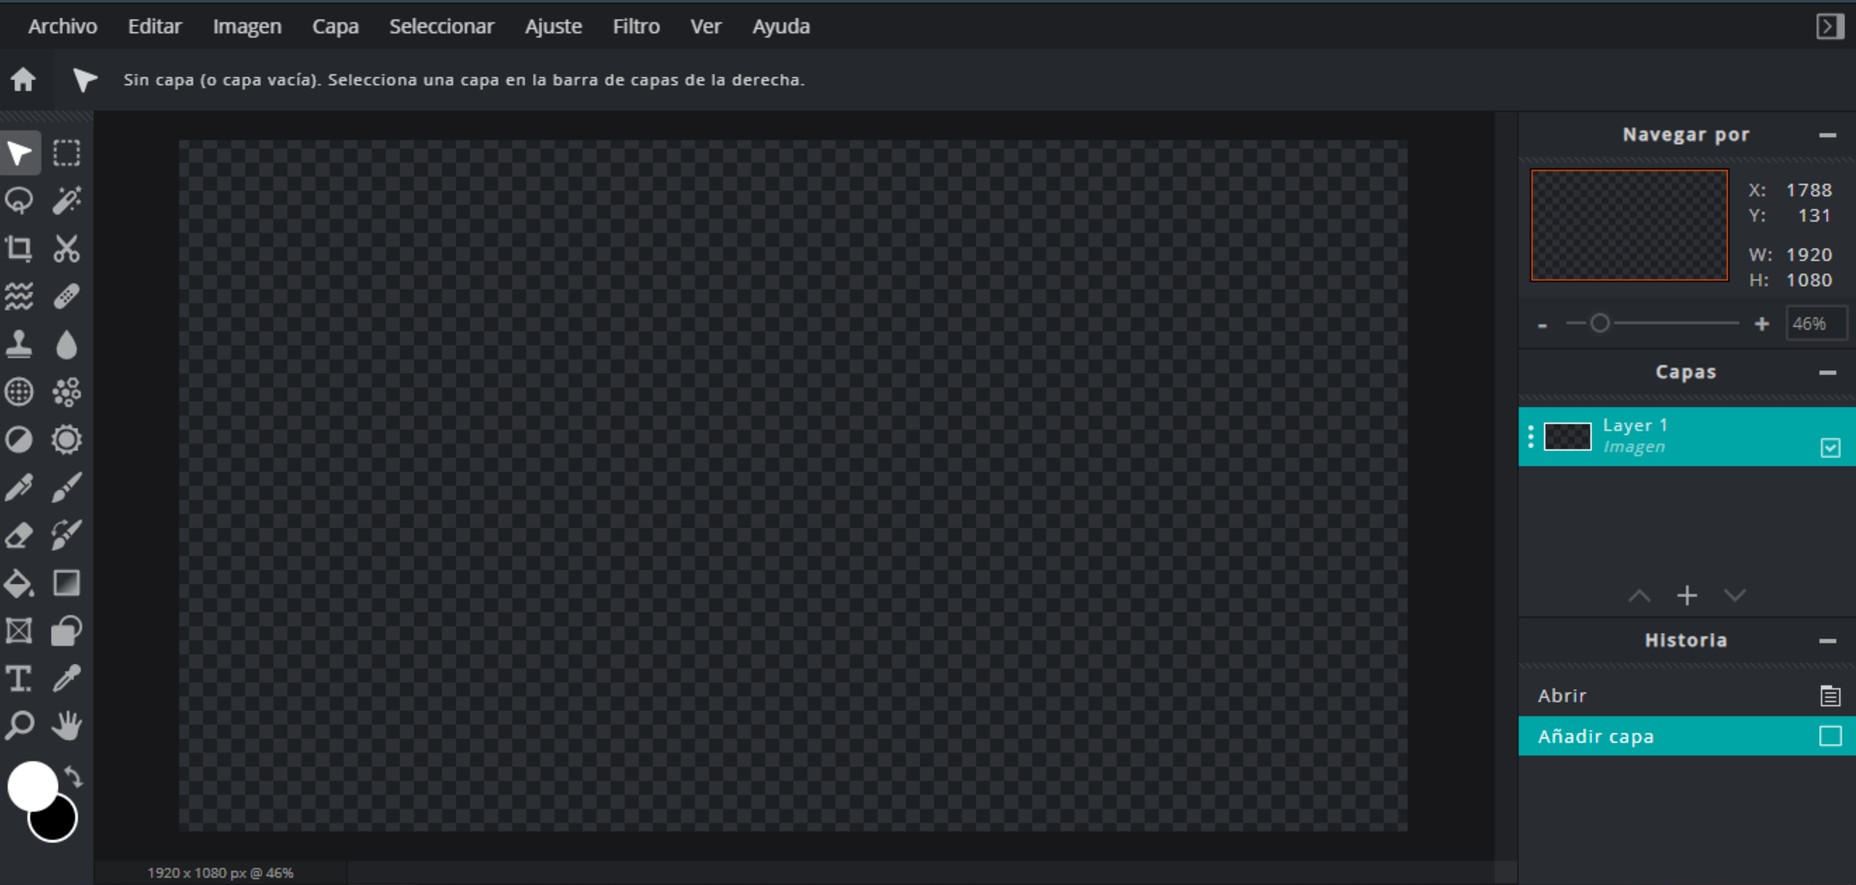 Archivo Editar Imagen Capa Seleccionar Ajuste Filtro Ver Ayuda
Sin capa (o capa vacía). Selecciona una capa en la barra de capas de la derecha.
Navegar por
X: 1788
Y: 131
W: 1920
H: 1080
- + 46%
Capas
Layer 1
Imagen
Historia
Abrir
Añadir capa
T.
1920 x 1080 px @ 46%